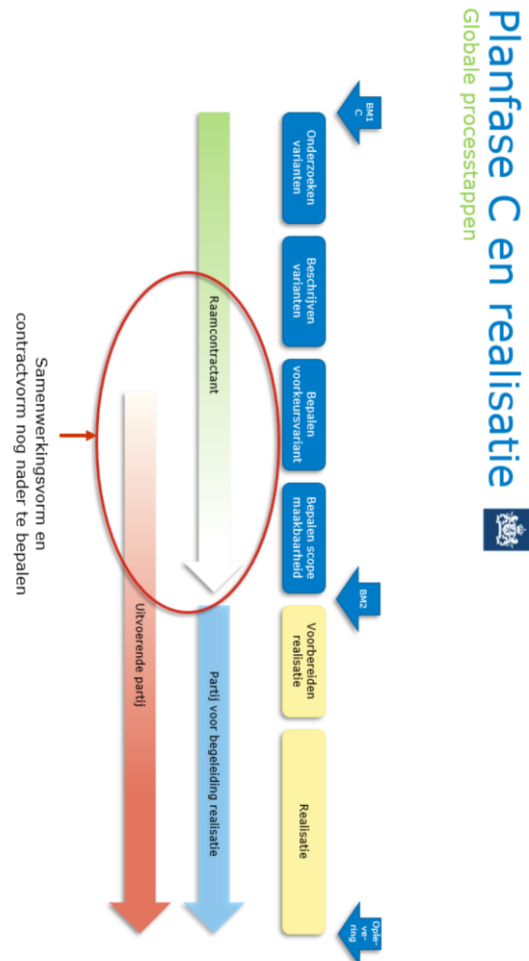 Planfase C en realisatie
Globale processtappen
BM1
C
BM2
Ople-
ve-
ring
Onderzoeken
varianten
Beschrijven
varianten
Bepalen
voorkeursvariant
Bepalen scope
maakbaarheid
Voorbereiden
realisatie
Realisatie
Raamcontractant
Partij voor begeleiding realisatie
Uitvoerende partij
Samenwerkingsvorm en
contractvorm nog nader te bepalen